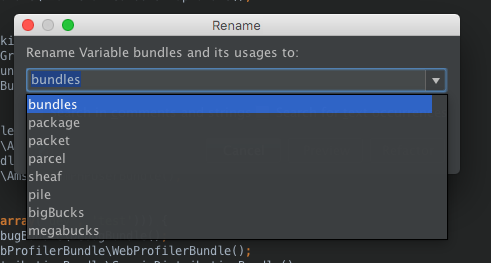 Rename
ki
Gr
Rename Variable bundles and its usages to:
un
Bu
bundles
bundles
package
le
packet
\A
parcel
dl
sheaf
\Ams
pile
bigBucks
arra
megabucks
bug
bProfilerBundle\WebProfilerBundle();